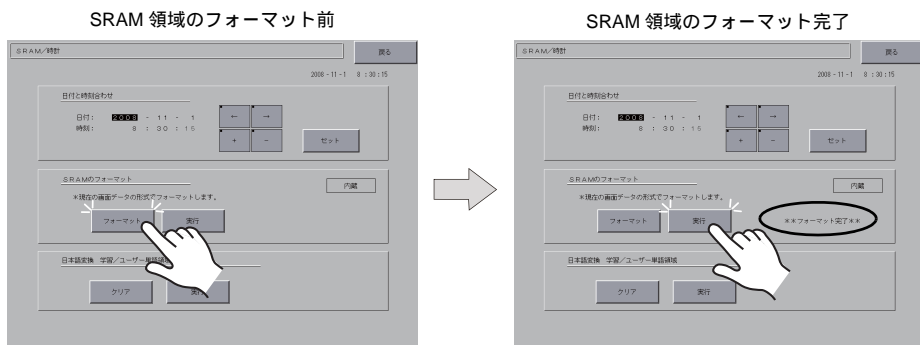 SRAM 領域のフォーマット前
SRAM/時計
戻る
2008 - 11 - 1 8 : 30 : 15
日付と時刻合わせ
日付: 2008 - 11 - 1
時刻: 8 : 30 : 15
← →
+ -
セット
SRAMのフォーマット
内蔵
*現在の画面データの形式でフォーマットします。
フォーマット 実行
日本語変換 学習/ユーザー単語領域
クリア 実行
SRAM 領域のフォーマット完了
SRAM/時計
戻る
2008 - 11 - 1 8 : 30 : 15
日付と時刻合わせ
日付: 2008 - 11 - 1
時刻: 8 : 30 : 15
← →
+ -
セット
SRAMのフォーマット
内蔵
*現在の画面データの形式でフォーマットします。
フォーマット 実行
**フォーマット完了**
日本語変換 学習/ユーザー単語領域
クリア 実行